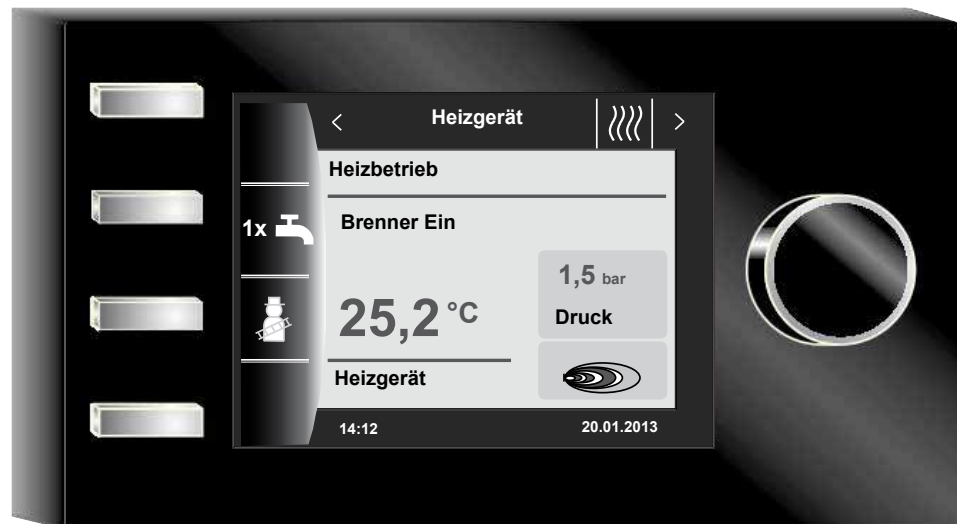 < Heizgerät >
Heizbetrieb
1x
Brenner Ein
1,5 bar
Druck
25,2 °C
Heizgerät
14:12 20.01.2013